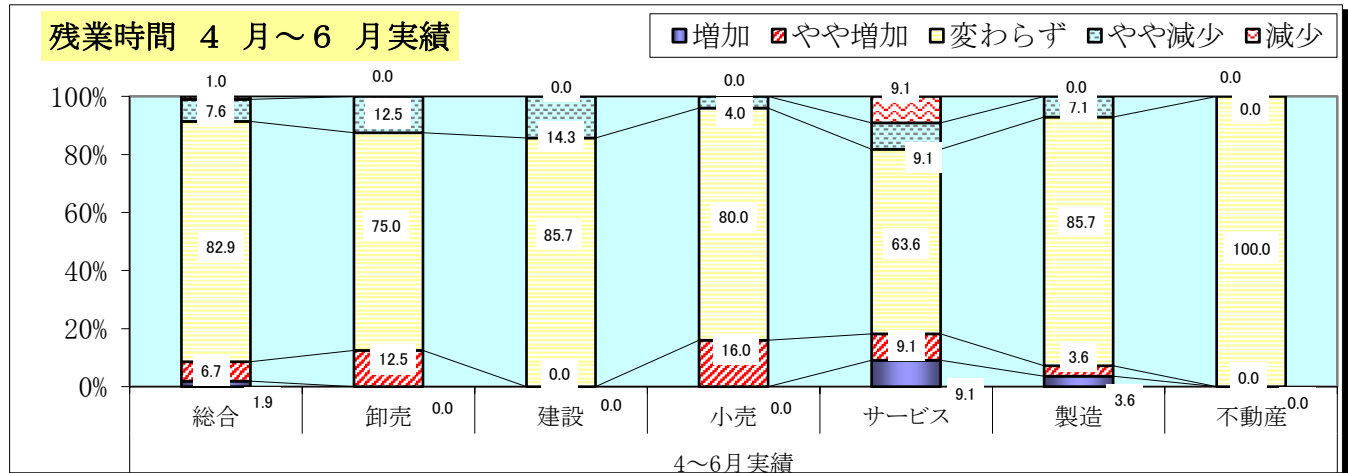 残業時間 4 月～6 月実績
増加 やや増加 変わらず やや減少 減少
1.0 0.0 0.0 0.0 9.1 0.0 0.0
100%
7.6 12.5 14.3 4.0 9.1 7.1 0.0
80%
82.9 75.0 85.7 80.0 63.6 85.7 100.0
60%
40%
20%
6.7 12.5 0.0 16.0 9.1 3.6 0.0
0%
1.9 0.0 0.0 0.0 9.1 3.6 0.0
総合 卸売 建設 小売 サービス 製造 不動産
4～6月実績